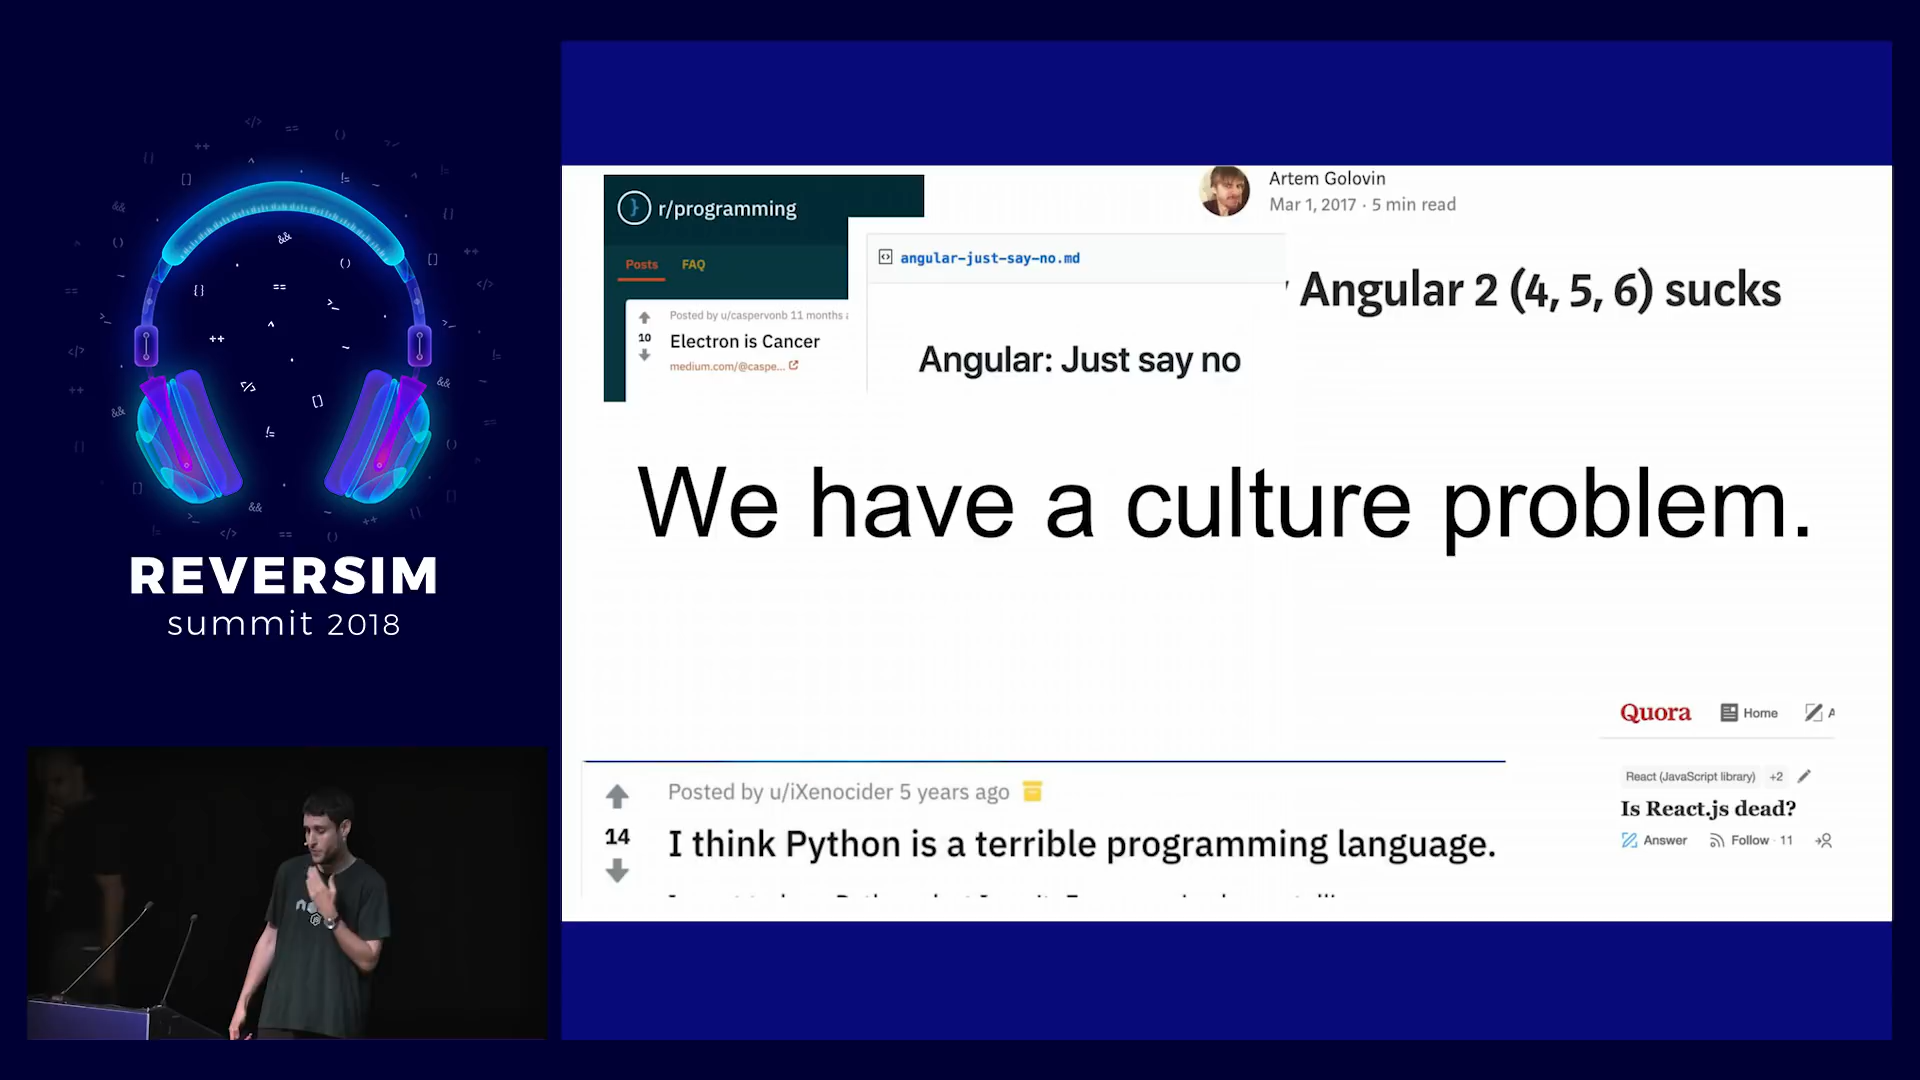 REVERSIM
summit 2018
r/programming
Posts FAQ
Posted by u/caspervonb 11 months
10
Electron is Cancer
medium.com/@caspe...
angular-just-say-no.md
Angular: Just say no
Artem Golovin
Mar 1, 2017 · 5 min read
Angular 2 (4, 5, 6) sucks
We have a culture problem.
Posted by u/iXenocider 5 years ago
14
I think Python is a terrible programming language.
Quora Home
React (JavaScript library) +2
Is React.js dead?
Answer Follow · 11